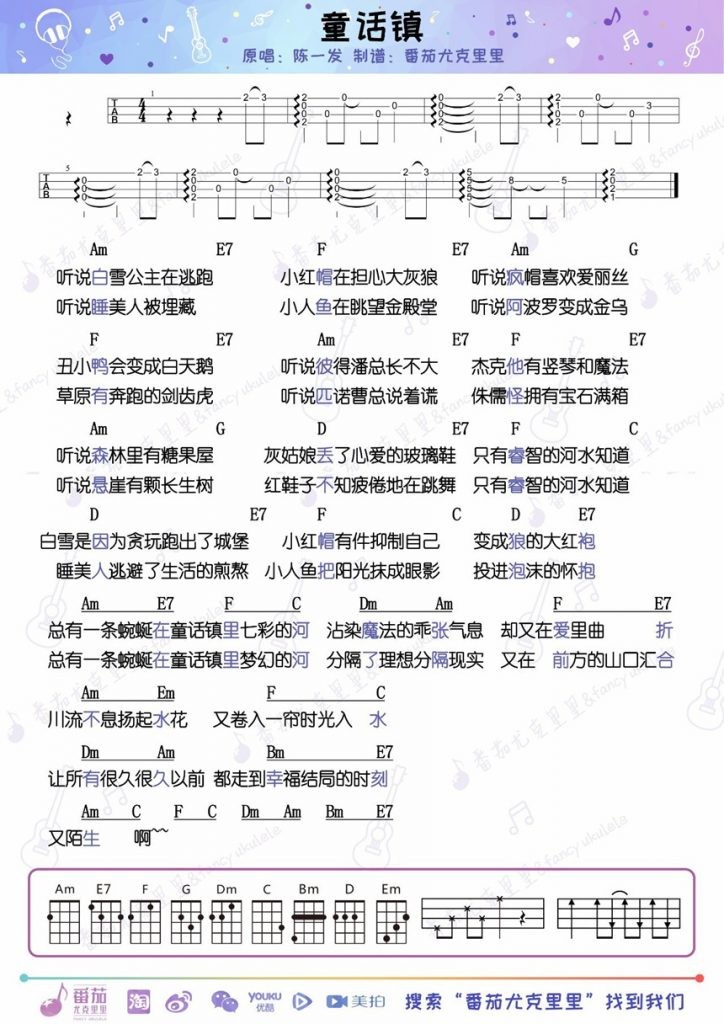 童话镇
原唱：陈一发 制谱：番茄尤克里里
Am E7 F E7 Am G
听说白雪公主在逃跑 小红帽在担心大灰狼 听说疯帽喜欢爱丽丝
听说睡美人被埋藏 小人鱼在眺望金殿堂 听说阿波罗变成金乌
F E7 Am E7 F E7
丑小鸭会变成白天鹅 听说彼得潘总长不大 杰克他有竖琴和魔法
草原有奔跑的剑齿虎 听说匹诺曹总说着谎 侏儒怪拥有宝石满箱
Am G D E7 F C
听说森林里有糖果屋 灰姑娘丢了心爱的玻璃鞋 只有睿智的河水知道
听说悬崖有颗长生树 红鞋子不知疲倦地在跳舞 只有睿智的河水知道
D E7 F C D E7
白雪是因为贪玩跑出了城堡 小红帽有件抑制自己 变成狼的大红袍
睡美人逃避了生活的煎熬 小人鱼把阳光抹成眼影 投进泡沫的怀抱
Am E7 F C Dm Am F E7
总有一条蜿蜒在童话镇里七彩的河 沾染魔法的乖张气息 却又在爱里曲 折
总有一条蜿蜒在童话镇里梦幻的河 分隔了理想分隔现实 又在 前方的山口汇合
Am Em F C
川流不息扬起水花 又卷入一帘时光入 水
Dm Am Bm E7
让所有很久很久以前 都走到幸福结局的时刻
Am C F C Dm Am Bm E7
又陌生 啊~~
Am E7 F G Dm C Bm D Em
番茄 尤克里里 淘 YOUKU 优酷 美拍 搜索“番茄尤克里里”找到我们